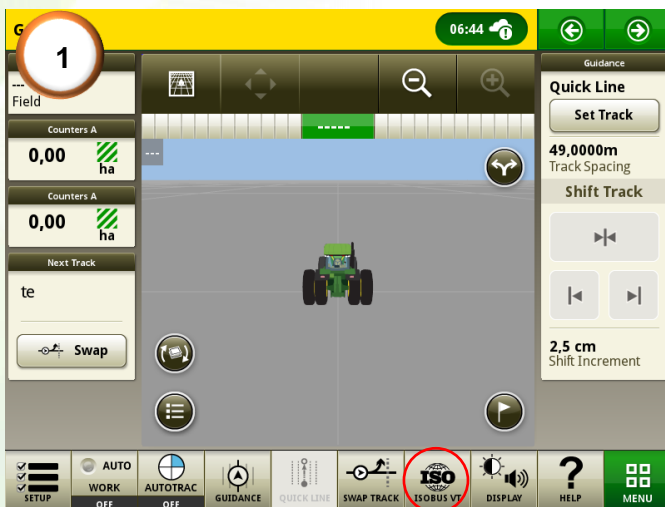 G
1
06:44
---
Field
Counters A
0,00
ha
Counters A
0,00
ha
Next Track
te
Swap
-----
---
Guidance
Quick Line
Set Track
49,0000m
Track Spacing
Shift Track
2,5 cm
Shift Increment
SETUP
AUTO
WORK
OFF
AUTOTRAC
OFF
GUIDANCE
QUICK LINE
SWAP TRACK
ISO
ISOBUS VT
DISPLAY
?
HELP
MENU